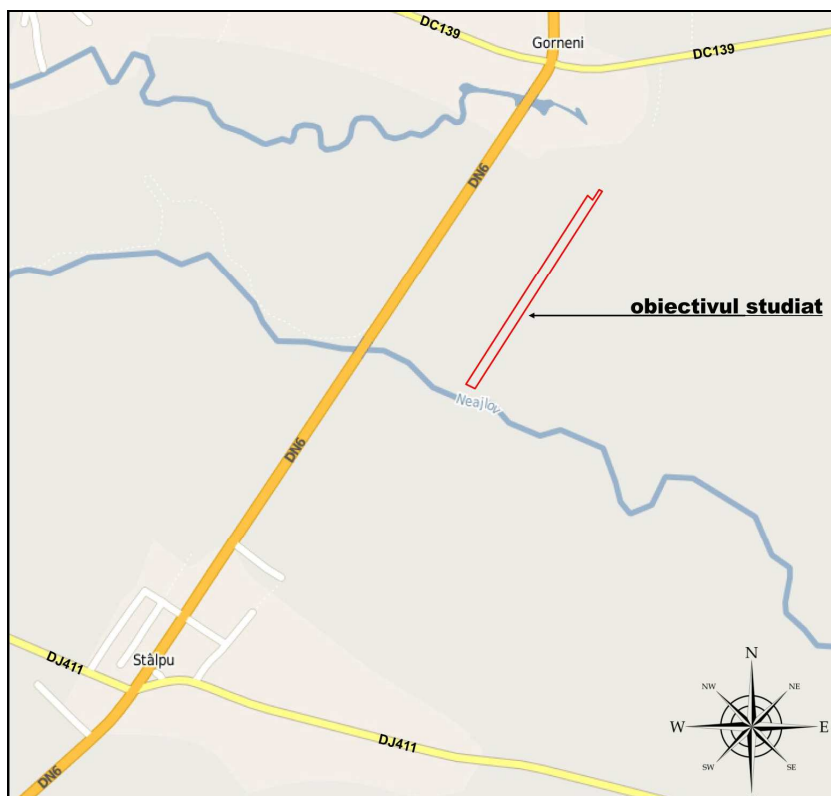 DC139
Gorneni
DC139
DN6
obiectivul studiat
Neajlov
DN6
Stâlpu
DJ411
DJ411
DN6
N
NW
NE
W
E
SW
SE
S